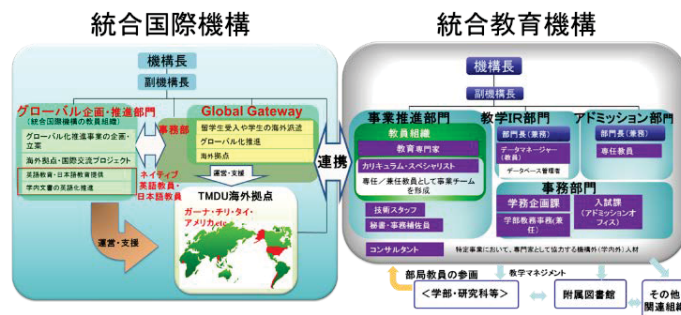 統合国際機構
機構長
副機構長
グローバル企画・推進部門
(統合国際機構の教員組織)
グローバル化推進事業の企画・
立案
海外拠点・国際交流プロジェクト
英語教育・日本語教育提供
学内文書の英語化推進
事務部
ネイティブ
英語教員・
日本語教員
Global Gateway
留学生受入や学生の海外派遣
グローバル化推進
海外拠点
運営・支援
TMDU海外拠点
ガーナ・チリ・タイ・
アメリカetc
運営・支援
連携
統合教育機構
機構長
副機構長
事業推進部門
教員組織
教育専門家
カリキュラム・スペシャリスト
専任/兼任教員として事業チーム
を形成
技術スタッフ
秘書・事務補佐員
コンサルタント
特定事業において、専門家として協力する機構外(学内外)人材
教学IR部門
部門長(兼務)
データマネージャー
(教員)
データベース管理者
アドミッション部門
部門長(兼務)
専任教員
事務部門
学務企画課
学部教務事務(兼
任)
入試課
(アドミッションオ
フィス)
部局教員の参画
教学マネジメント
<学部・研究科等>
附属図書館
その他
関連組織